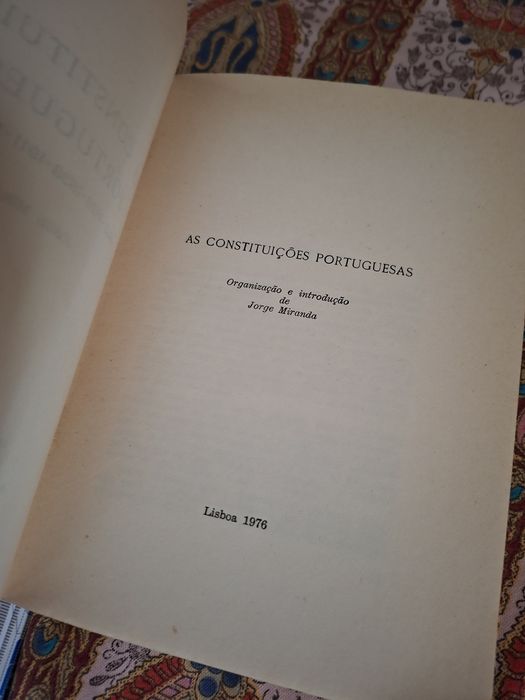 AS CONSTITUIÇÕES PORTUGUESAS
Organização e introdução
de
Jorge Miranda
Lisboa 1976